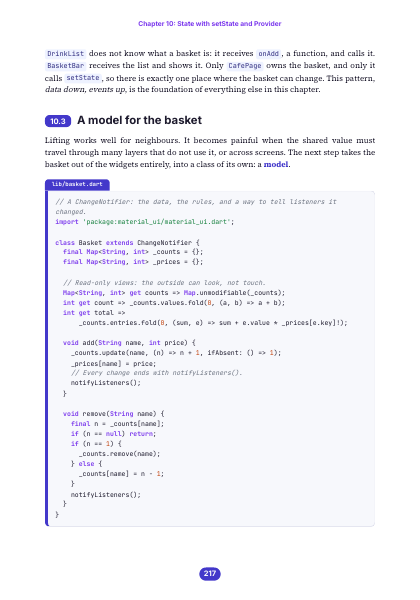 Chapter 10: State with setState and Provider
DrinkList does not know what a basket is: it receives onAdd, a function, and calls it.
BasketBar receives the list and shows it. Only CafePage owns the basket, and only it
calls setState, so there is exactly one place where the basket can change. This pattern,
data down, events up, is the foundation of everything else in this chapter.
10.3 A model for the basket
Lifting works well for neighbours. It becomes painful when the shared value must
travel through many layers that do not use it, or across screens. The next step takes the
basket out of the widgets entirely, into a class of its own: a model.
lib/basket.dart
// A ChangeNotifier: the data, the rules, and a way to tell listeners it
changed.
import 'package:material_ui/material_ui.dart';
class Basket extends ChangeNotifier {
  final Map<String, int> _counts = {};
  final Map<String, int> _prices = {};
  // Read-only views: the outside can look, not touch.
  Map<String, int> get counts => Map.unmodifiable(_counts);
  int get count => _counts.values.fold(0, (a, b) => a + b);
  int get total =>
      _counts.entries.fold(0, (sum, e) => sum + e.value * _prices[e.key]!);
  void add(String name, int price) {
    _counts.update(name, (n) => n + 1, ifAbsent: () => 1);
    _prices[name] = price;
    // Every change ends with notifyListeners().
    notifyListeners();
  }
  void remove(String name) {
    final n = _counts[name];
    if (n == null) return;
    if (n == 1) {
      _counts.remove(name);
    } else {
      _counts[name] = n - 1;
    }
    notifyListeners();
  }
}
217